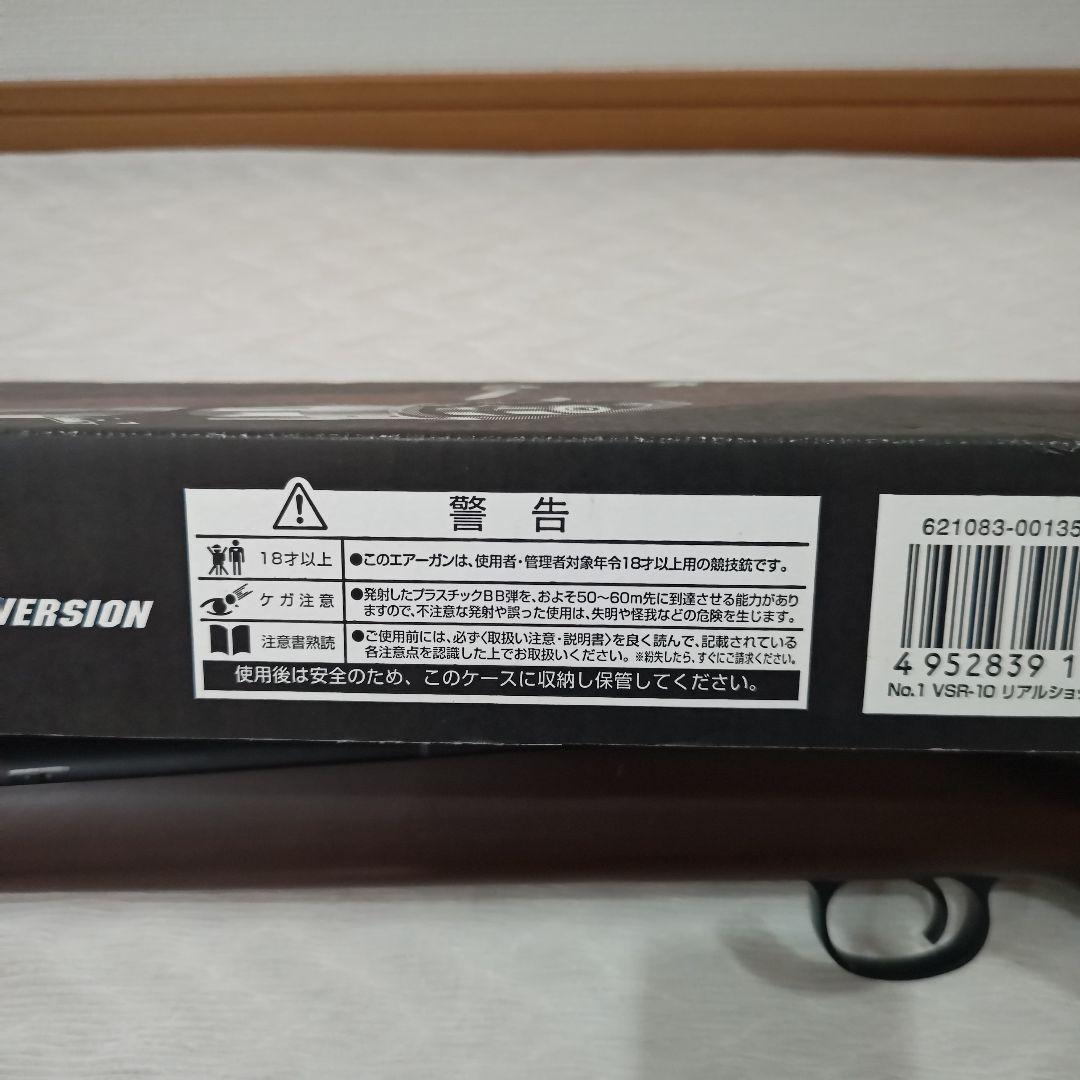 警告
18才以上
●このエアーガンは、使用者・管理者対象年令18才以上用の競技銃です。
ケガ注意
●発射したプラスチックBB弾を、およそ50〜60m先に到達させる能力があり
ますので、不注意な発射や誤った使用は、失明や怪我などの危険を生じます。
注意書熟読
●ご使用前には、必ず〈取扱い注意・説明書〉を良く読んで、記載されている
各注意点を認識した上でお取扱いください。※紛失したら、すぐにご請求ください。
使用後は安全のため、このケースに収納し保管してください。
VERSION
621083-00135
4 952839 1
No.1 VSR-10 リアルショ